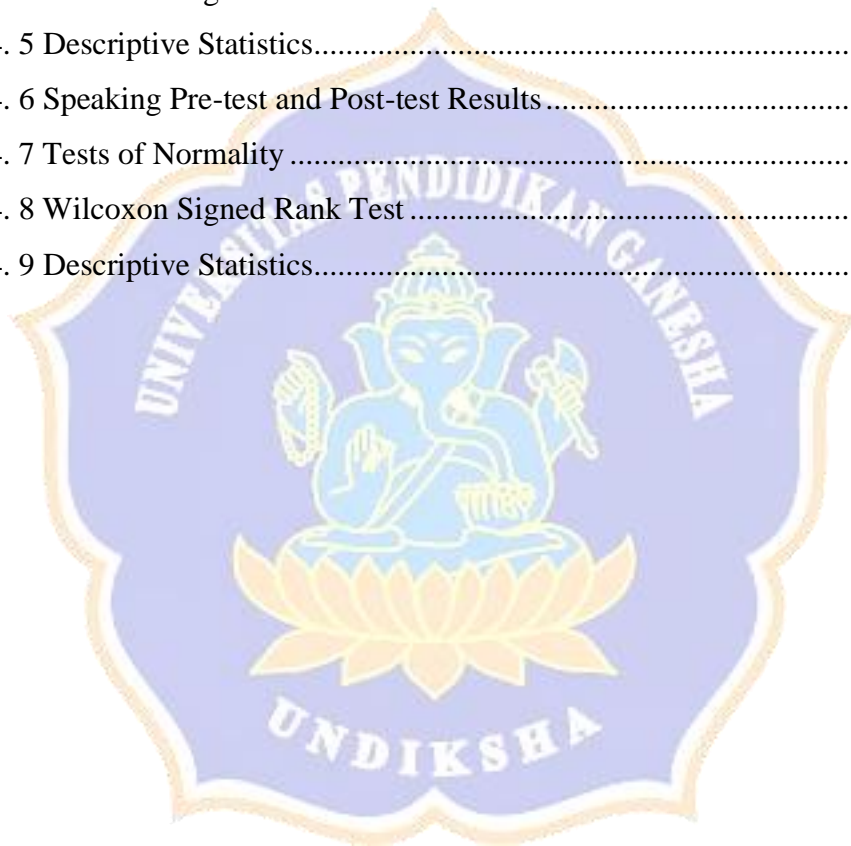 . 5 Descriptive Statistics
. 6 Speaking Pre-test and Post-test Results
. 7 Tests of Normality
. 8 Wilcoxon Signed Rank Test
. 9 Descriptive Statistics
UNIVERSITAS PENDIDIKAN GANESHA
UNDIKSHA